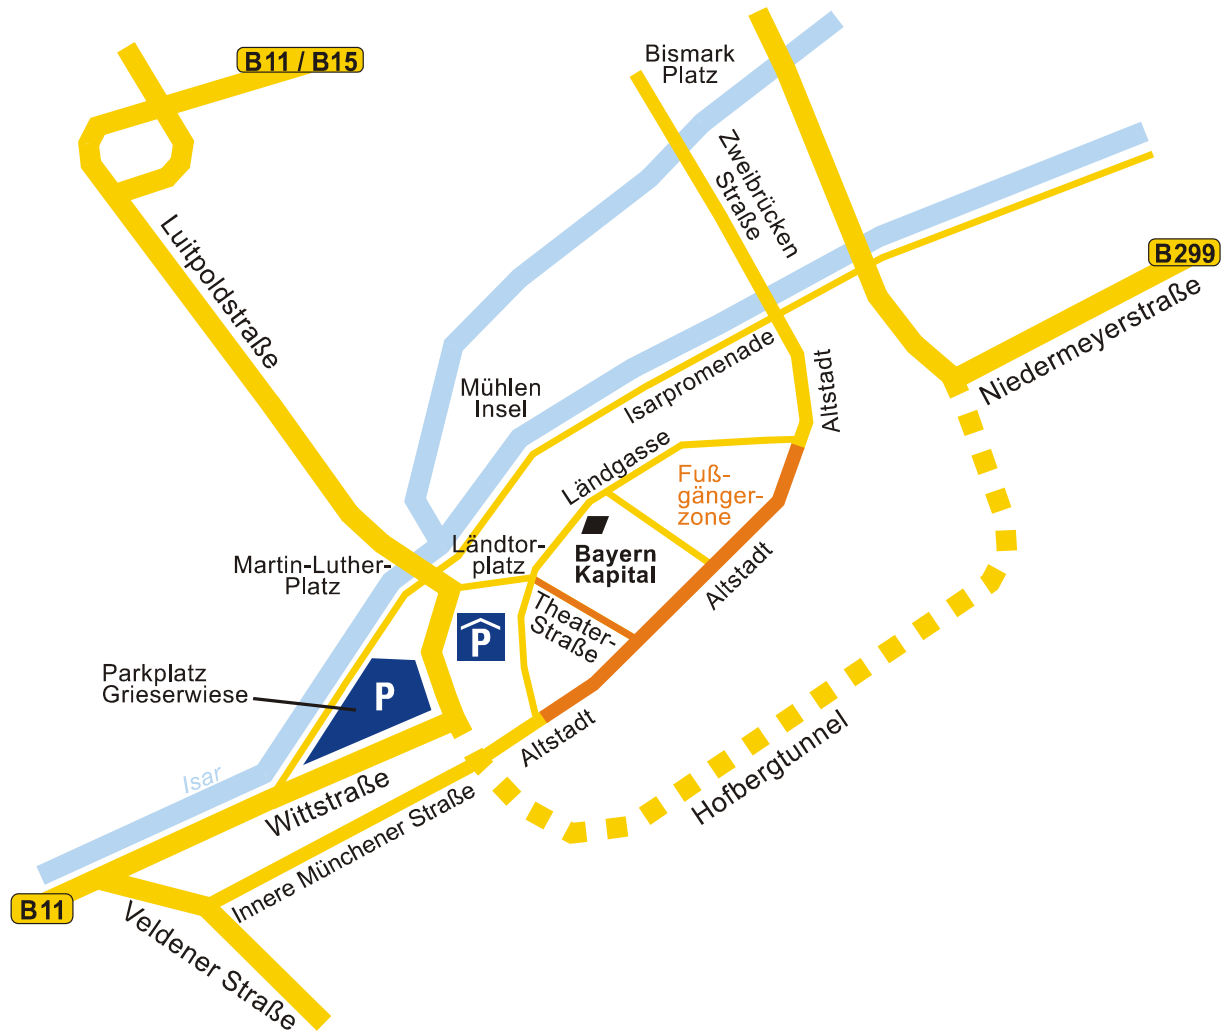 B11 / B15
Bismark
Platz
Zweibrücken
Straße
B299
Niedermeyerstraße
Luitpoldstraße
Mühlen
Insel
Isarpromenade
Altstadt
Ländgasse
Fuß-
gänger-
zone
Bayern
Kapital
Ländtor-
platz
Martin-Luther-
Platz
Theater-
Straße
Altstadt
P
Parkplatz
Grieserwiese
P
Altstadt
Hofbergtunnel
Isar
Wittstraße
Innere Münchener Straße
B11
Veldener Straße